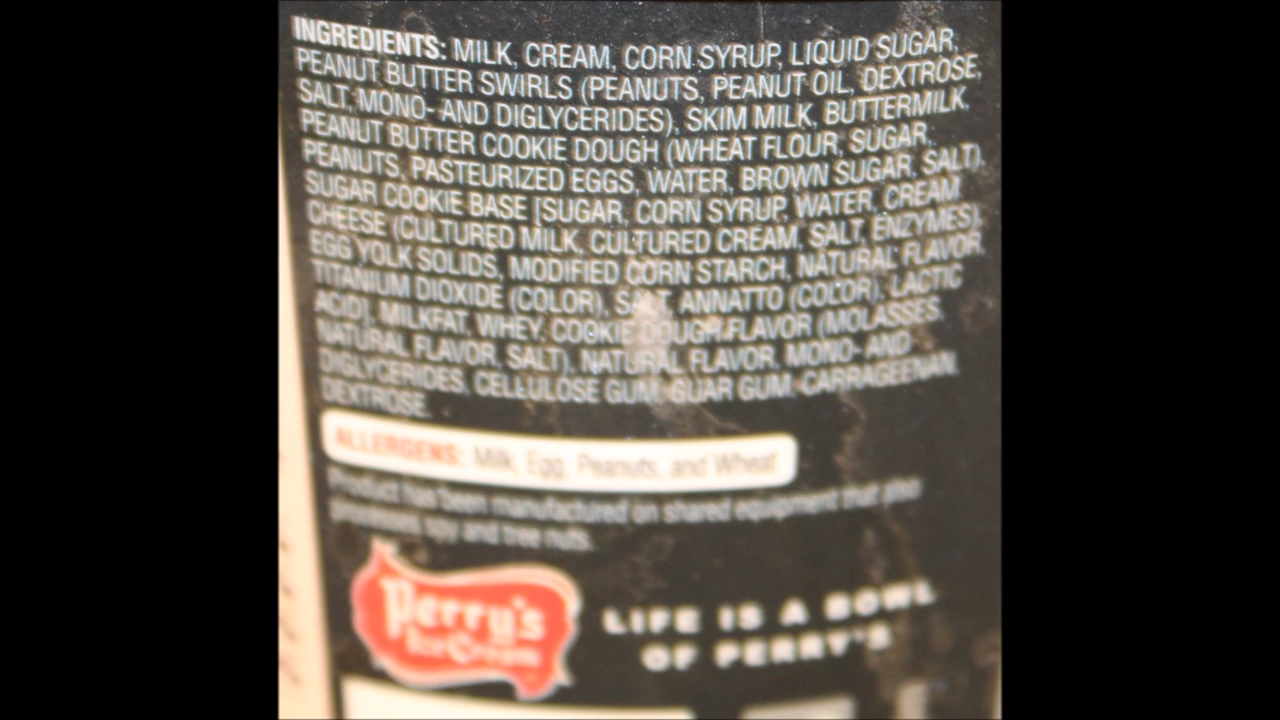 INGREDIENTS: MILK, CREAM, CORN SYRUP, LIQUID SUGAR,
PEANUT BUTTER SWIRLS (PEANUTS, PEANUT OIL, DEXTROSE,
SALT, MONO- AND DIGLYCERIDES), SKIM MILK, BUTTERMILK,
PEANUT BUTTER COOKIE DOUGH (WHEAT FLOUR, SUGAR,
PEANUTS, PASTEURIZED EGGS, WATER, BROWN SUGAR, SALT),
SUGAR COOKIE BASE [SUGAR, CORN SYRUP, WATER, CREAM
CHEESE (CULTURED MILK, CULTURED CREAM, SALT, ENZYMES),
EGG YOLK SOLIDS, MODIFIED CORN STARCH, NATURAL FLAVOR,
TITANIUM DIOXIDE (COLOR), SALT, ANNATTO (COLOR), LACTIC
ACID], MILKFAT, WHEY, COOKIE DOUGH FLAVOR (MOLASSES,
NATURAL FLAVOR, SALT), NATURAL FLAVOR, MONO- AND
DIGLYCERIDES, CELLULOSE GUM, GUAR GUM, CARRAGEENAN,
DEXTROSE.
ALLERGENS: Milk, Egg, Peanuts, and Wheat
Product has been manufactured on shared equipment that also
processes soy and tree nuts.
Perry's
Ice Cream
LIFE IS A BOWL
OF PERRY'S